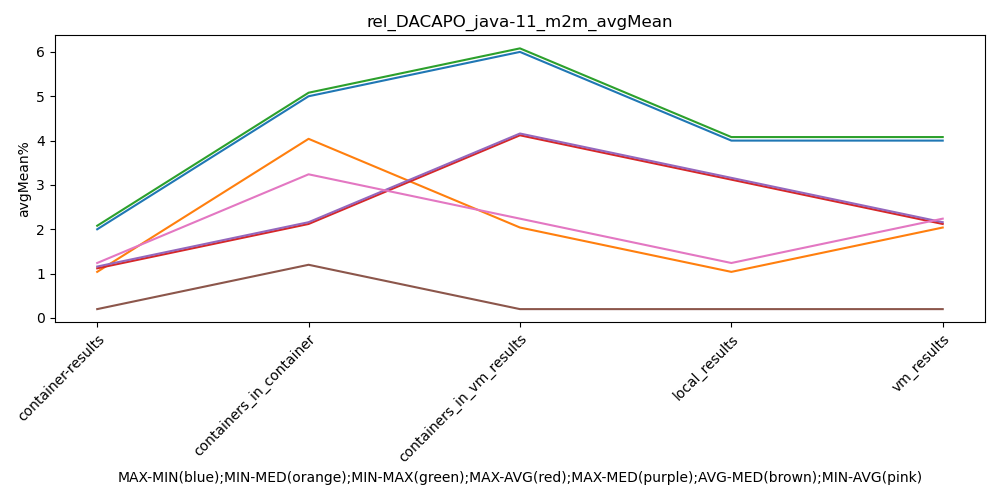 rel_DACAPO_java-11_m2m_avgMean
avgMean%
6
5
4
3
2
1
0
container-results
containers_in_container
containers_in_vm_results
local_results
vm_results
MAX-MIN(blue);MIN-MED(orange);MIN-MAX(green);MAX-AVG(red);MAX-MED(purple);AVG-MED(brown);MIN-AVG(pink)